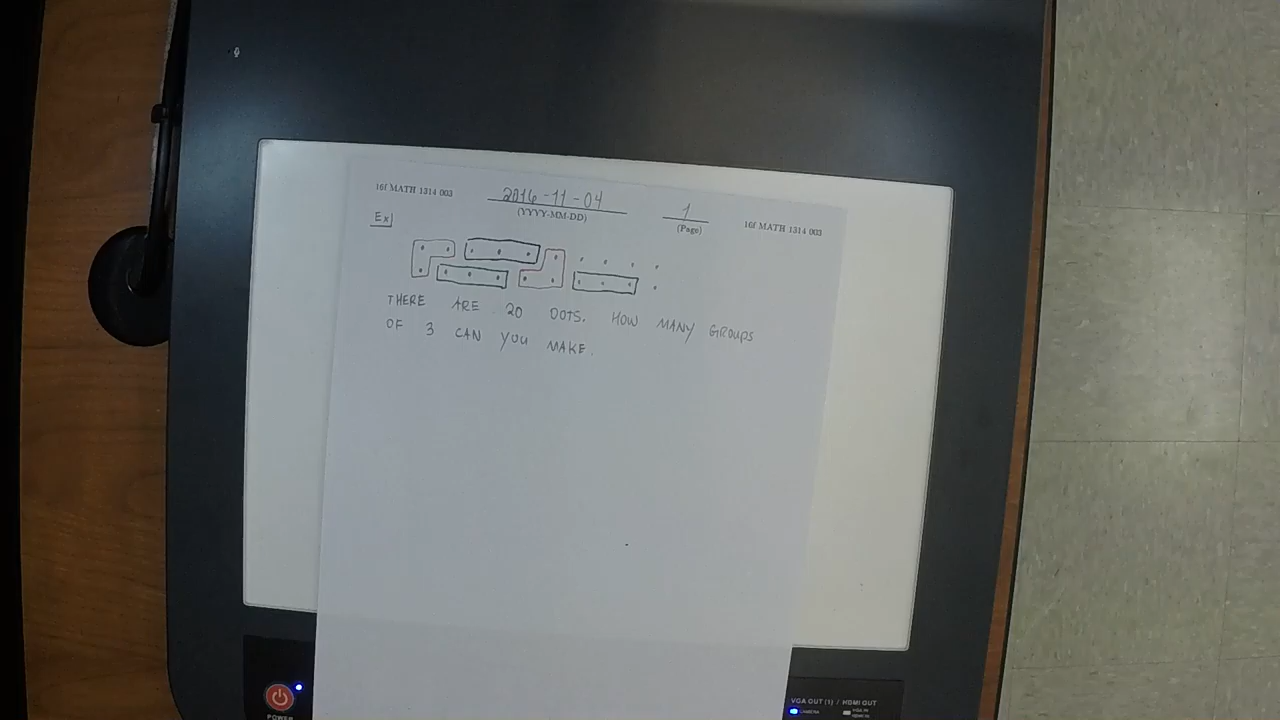 16f MATH 1314 003 2016-11-04 1 16f MATH 1314 003
(YYYY-MM-DD) (Page)
Ex
THERE ARE 20 DOTS. HOW MANY GROUPS
OF 3 CAN YOU MAKE.
POWER
VGA OUT (1) / HDMI OUT
CAMERA